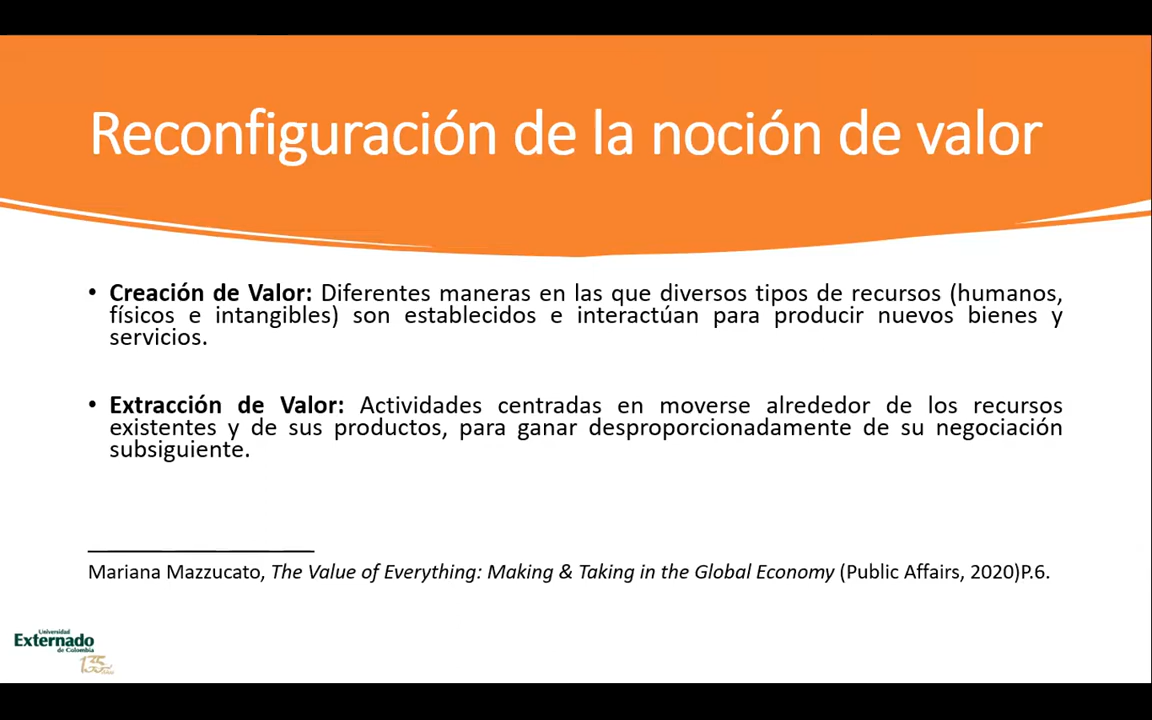 Reconfiguración de la noción de valor
• Creación de Valor: Diferentes maneras en las que diversos tipos de recursos (humanos,
físicos e intangibles) son establecidos e interactúan para producir nuevos bienes y
servicios.
• Extracción de Valor: Actividades centradas en moverse alrededor de los recursos
existentes y de sus productos, para ganar desproporcionadamente de su negociación
subsiguiente.
Mariana Mazzucato, The Value of Everything: Making & Taking in the Global Economy (Public Affairs, 2020)P.6.
Universidad
Externado
de Colombia
135